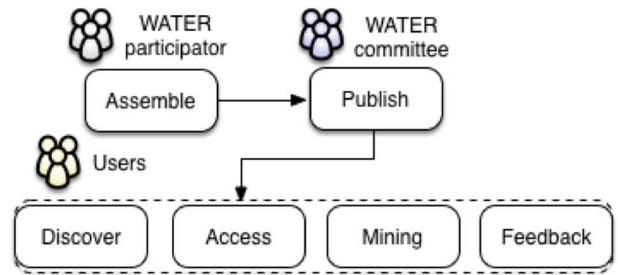 WATER
participator
WATER
committee
Assemble
Publish
Users
Discover
Access
Mining
Feedback